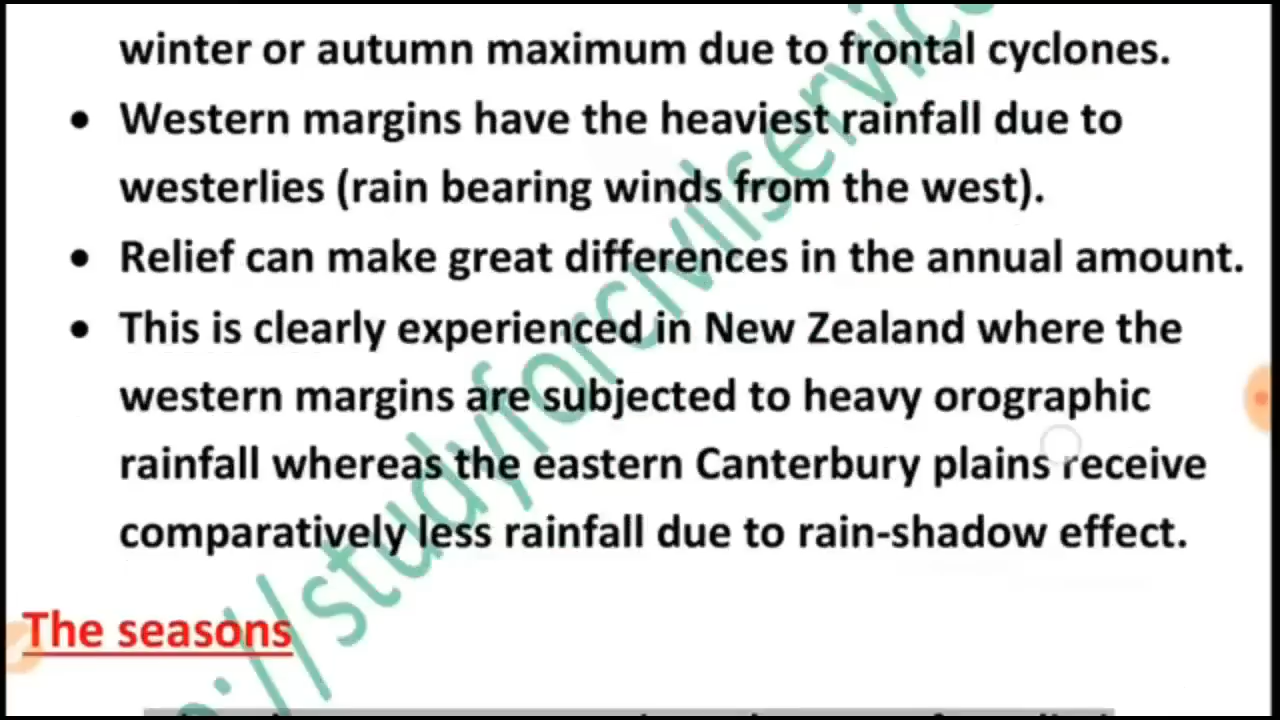 winter or autumn maximum due to frontal cyclones.
• Western margins have the heaviest rainfall due to
westerlies (rain bearing winds from the west).
• Relief can make great differences in the annual amount.
• This is clearly experienced in New Zealand where the
western margins are subjected to heavy orographic
rainfall whereas the eastern Canterbury plains receive
comparatively less rainfall due to rain-shadow effect.
The seasons
://studyforcivilservic